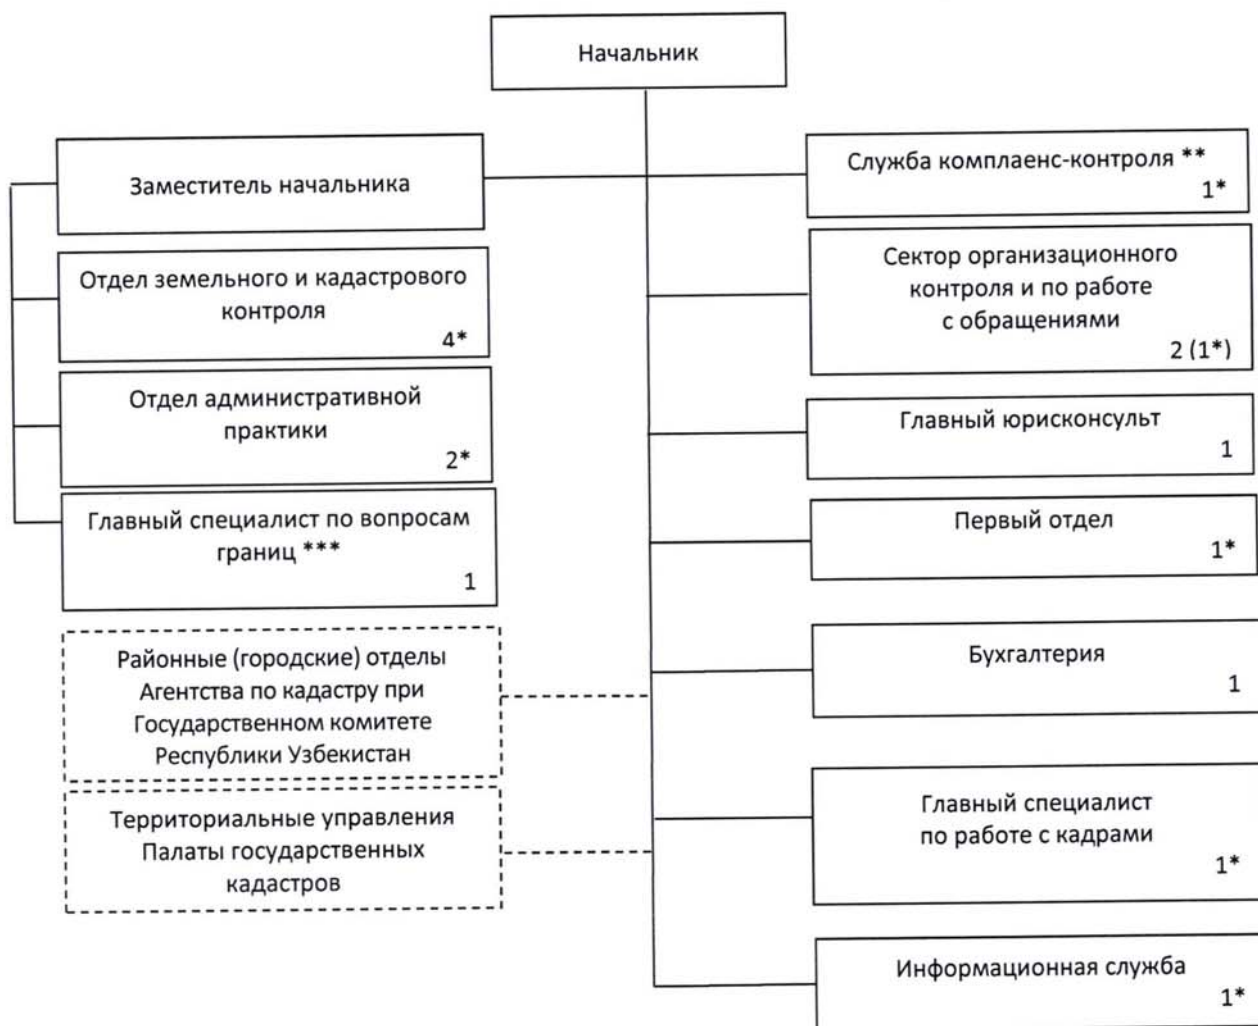 Начальник
Заместитель начальника
Отдел земельного и кадастрового
контроля
4*
Отдел административной
практики
2*
Главный специалист по вопросам
границ ***
1
Районные (городские) отделы
Агентства по кадастру при
Государственном комитете
Республики Узбекистан
Территориальные управления
Палаты государственных
кадастров
Служба комплаенс-контроля **
1*
Сектор организационного
контроля и по работе
с обращениями
2 (1*)
Главный юрисконсульт
1
Первый отдел
1*
Бухгалтерия
1
Главный специалист
по работе с кадрами
1*
Информационная служба
1*